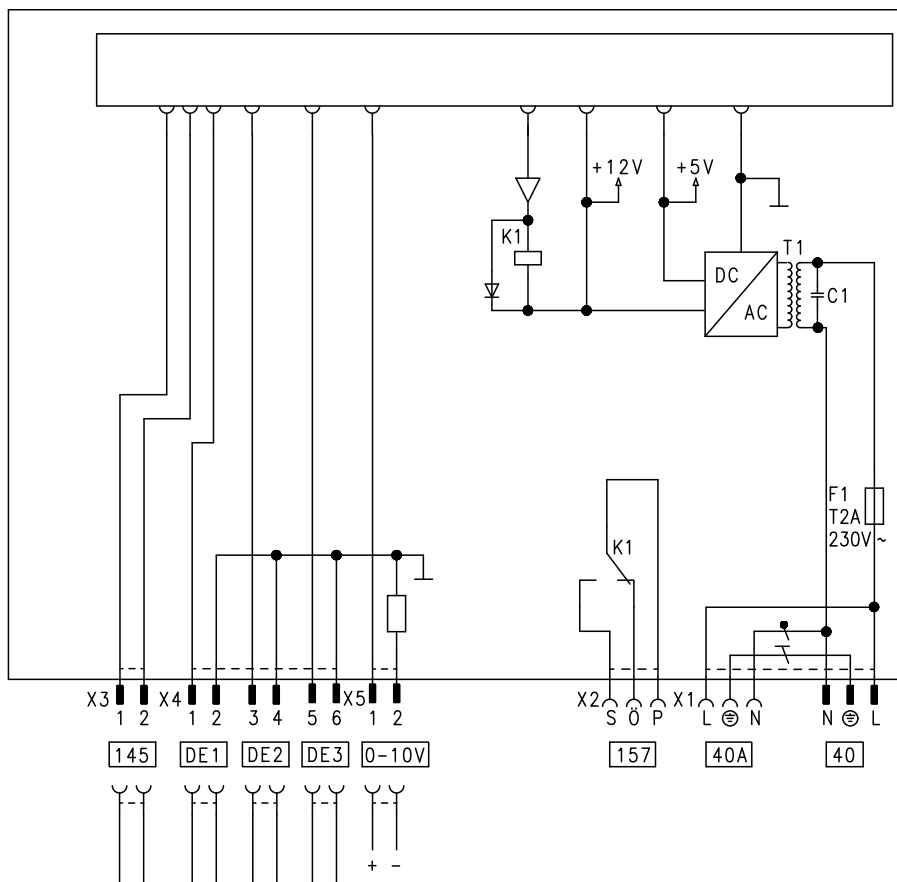 +12V
+5V
K1
DC
AC
T1
C1
F1
T2A
230V ~
K1
X3 X4 X5 X2 X1
1 2 1 2 3 4 5 6 1 2 S Ö P L N N L
145 DE1 DE2 DE3 0-10V 157 40A 40
+ -